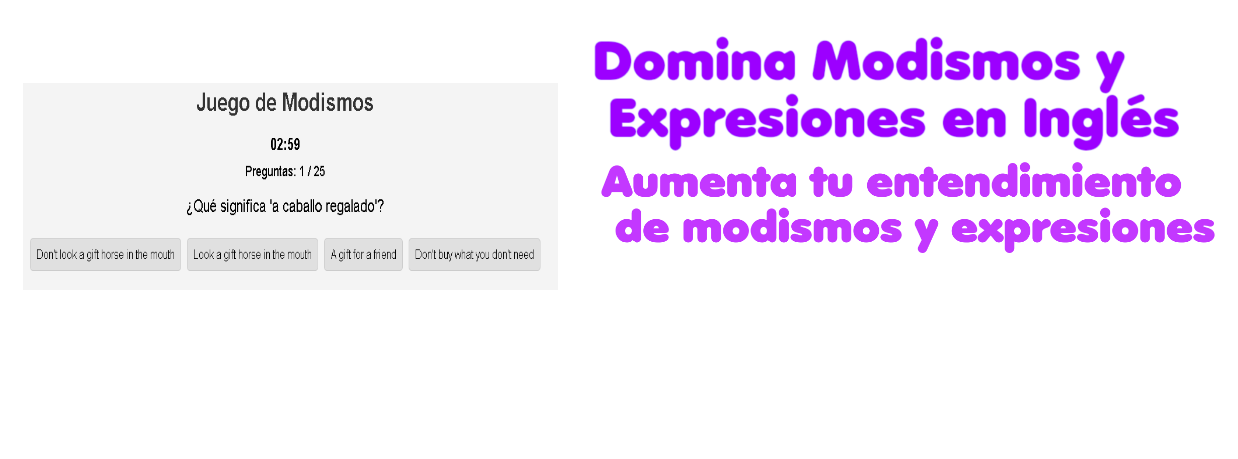 Juego de Modismos
02:59
Preguntas: 1 / 25
¿Qué significa 'a caballo regalado'?
Don't look a gift horse in the mouth
Look a gift horse in the mouth
A gift for a friend
Don't buy what you don't need
Domina Modismos y
Expresiones en Inglés
Aumenta tu entendimiento
de modismos y expresiones